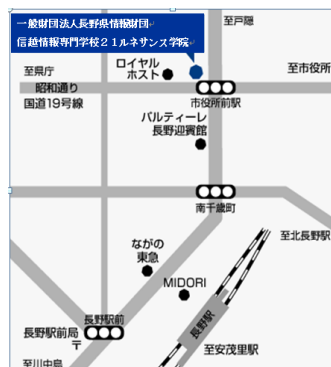 一般財団法人長野県情報財団
信越情報専門学校21ルネサンス学院
至戸隠
ロイヤル
ホスト
至県庁
昭和通り
国道19号線
至市役所
市役所前駅
バルティーレ
長野迎賓館
南千歳町
至北長野駅
ながの
東急
MIDORI
長野駅
長野駅前
長野駅前局
〒
至安茂里駅
至川中島